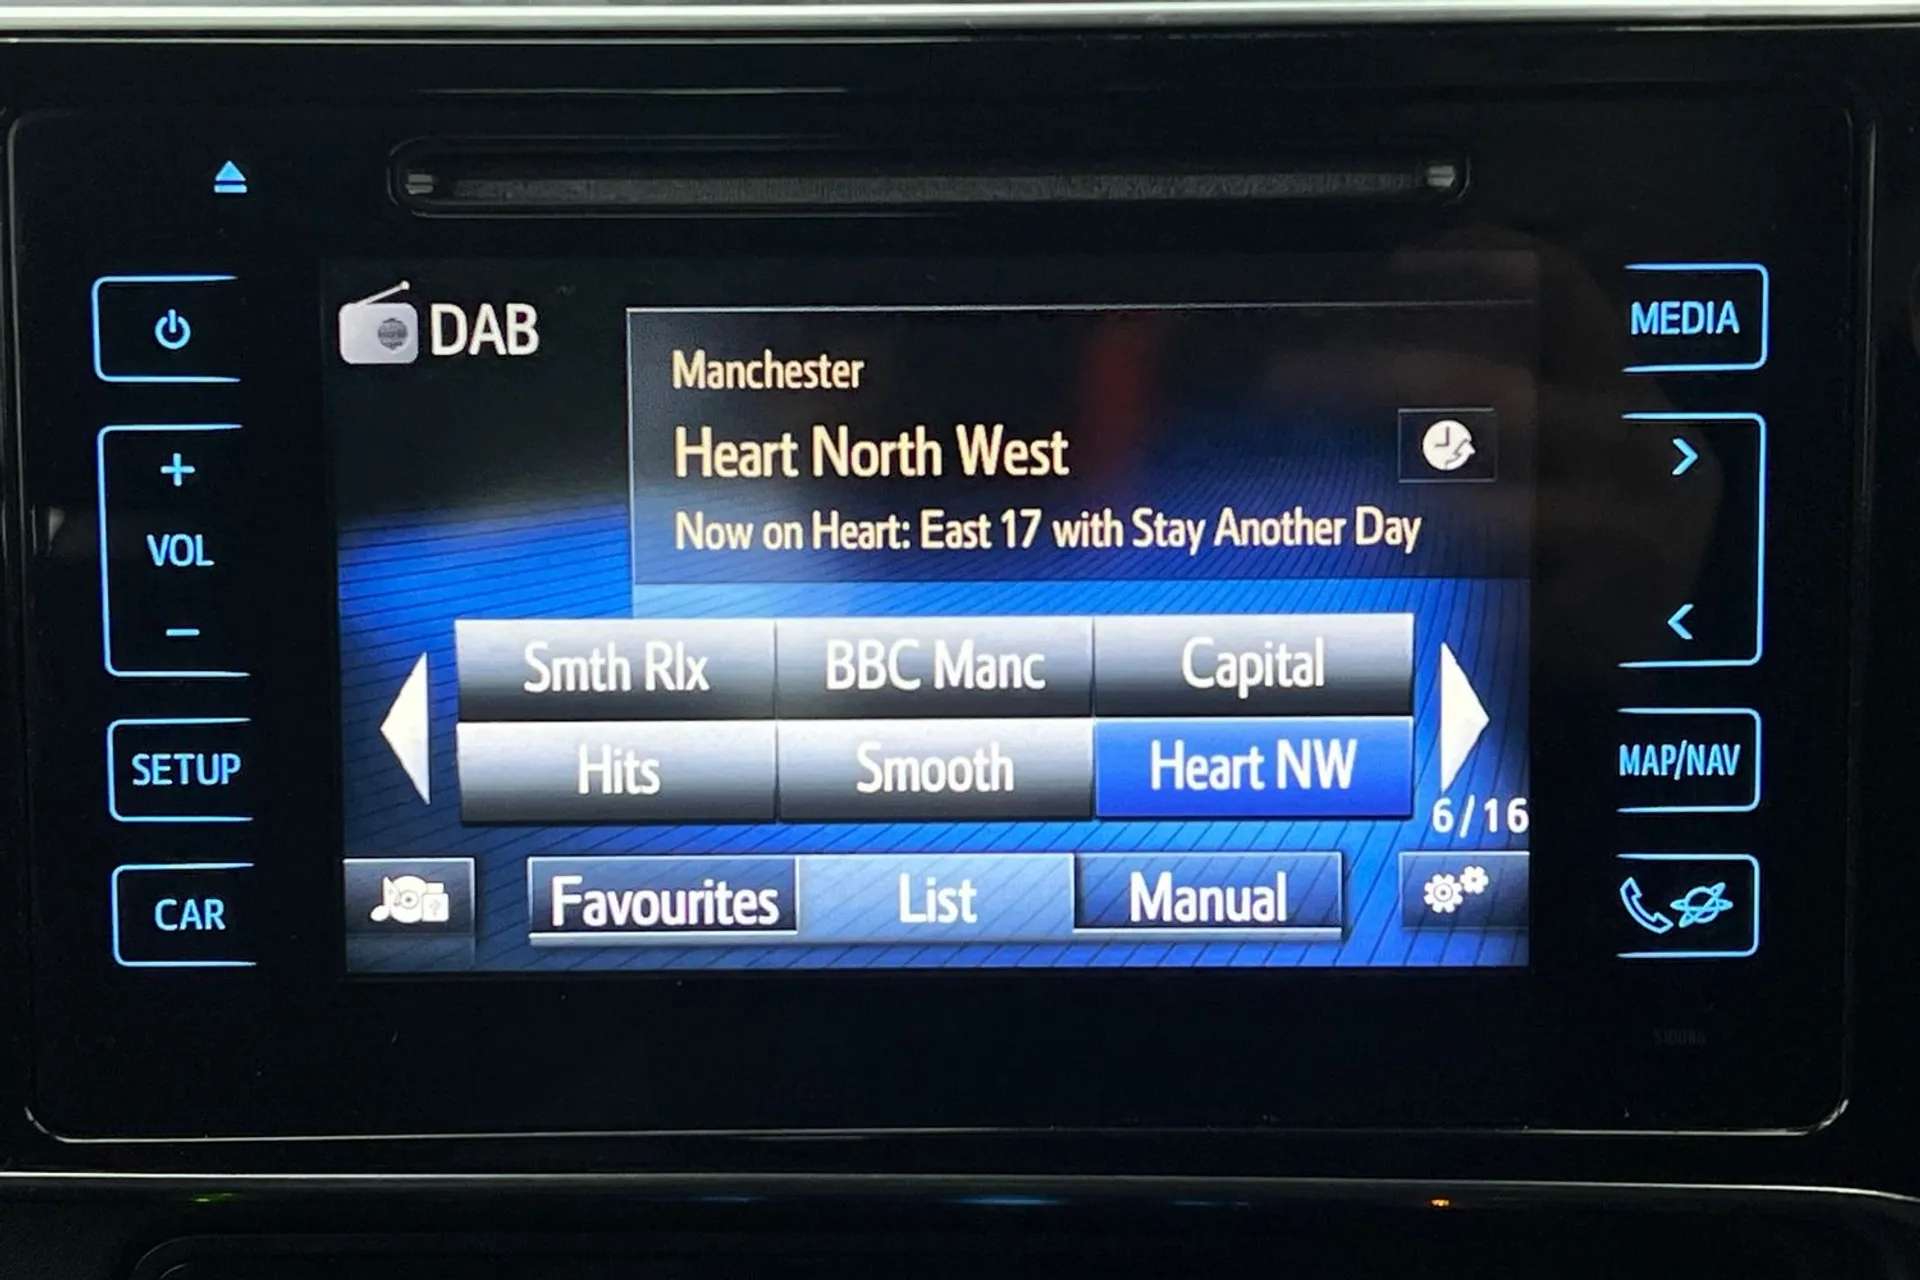 DAB
Manchester
Heart North West
Now on Heart: East 17 with Stay Another Day
Smth Rlx BBC Manc Capital
Hits Smooth Heart NW
6/16
Favourites List Manual
+
VOL
−
SETUP
CAR
MEDIA
>
<
MAP/NAV